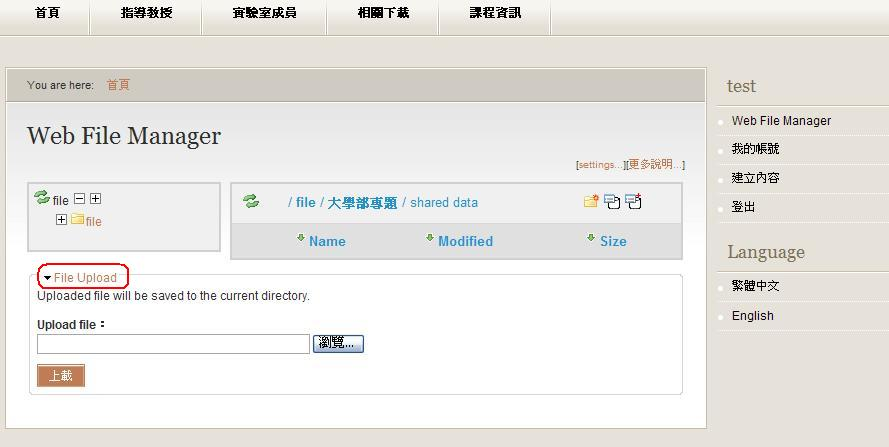 首頁 指導教授 實驗室成員 相關下載 課程資訊
You are here: 首頁
Web File Manager
[settings...][更多說明...]
file
file
/ file / 大學部專題 / shared data
Name Modified Size
File Upload
Uploaded file will be saved to the current directory.
Upload file：
瀏覽...
上載
test
Web File Manager
我的帳號
建立內容
登出
Language
繁體中文
English